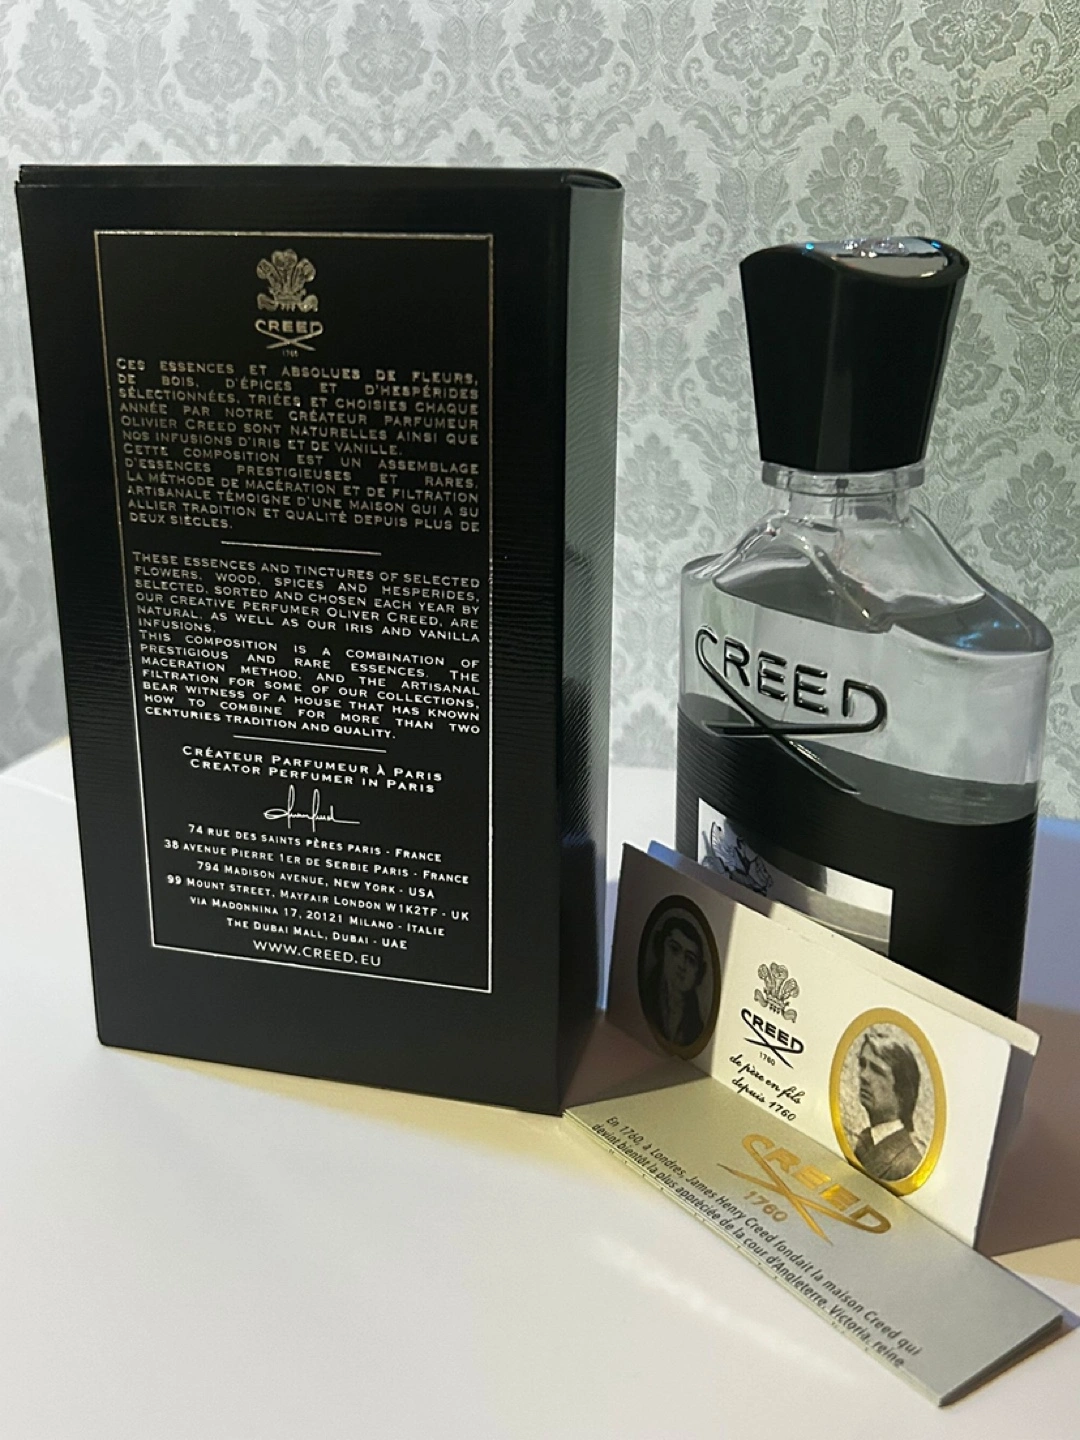 CREED
1760
CES ESSENCES ET ABSOLUES DE FLEURS,
DE BOIS, D'ÉPICES ET D'HESPÉRIDES
SÉLECTIONNÉES, TRIÉES ET CHOISIES CHAQUE
ANNÉE PAR NOTRE CRÉATEUR PARFUMEUR
OLIVIER CREED SONT NATURELLES AINSI QUE
NOS INFUSIONS D'IRIS ET DE VANILLE.
CETTE COMPOSITION EST UN ASSEMBLAGE
D'ESSENCES PRESTIGIEUSES ET RARES.
LA MÉTHODE DE MACÉRATION ET DE FILTRATION
ARTISANALE TÉMOIGNE D'UNE MAISON QUI A SU
ALLIER TRADITION ET QUALITÉ DEPUIS PLUS DE
DEUX SIÈCLES.
THESE ESSENCES AND TINCTURES OF SELECTED
FLOWERS, WOOD, SPICES AND HESPERIDES,
SELECTED, SORTED AND CHOSEN EACH YEAR BY
OUR CREATIVE PERFUMER OLIVER CREED, ARE
NATURAL, AS WELL AS OUR IRIS AND VANILLA
INFUSIONS.
THIS COMPOSITION IS A COMBINATION OF
PRESTIGIOUS AND RARE ESSENCES. THE
MACERATION METHOD, AND THE ARTISANAL
FILTRATION FOR SOME OF OUR COLLECTIONS,
BEAR WITNESS OF A HOUSE THAT HAS KNOWN
HOW TO COMBINE FOR MORE THAN TWO
CENTURIES TRADITION AND QUALITY.
CRÉATEUR PARFUMEUR À PARIS
CREATOR PERFUMER IN PARIS
74 RUE DES SAINTS PÈRES PARIS - FRANCE
38 AVENUE PIERRE 1ER DE SERBIE PARIS - FRANCE
794 MADISON AVENUE, NEW YORK - USA
99 MOUNT STREET, MAYFAIR LONDON W1K2TF - UK
VIA MADONNINA 17, 20121 MILANO - ITALIE
THE DUBAI MALL, DUBAI - UAE
WWW.CREED.EU
CREED
CREED
1760
de père en fils
depuis 1760
CREED
1760
En 1760, à Londres, James Henry Creed fondait la maison Creed qui
devint bientôt la plus appréciée de la cour d'Angleterre. Victoria, reine